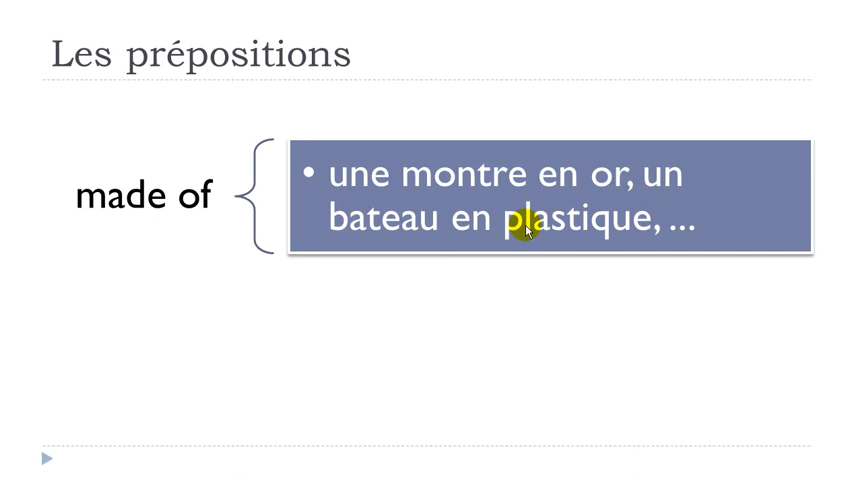 Les prépositions
made of
• une montre en or, un
bateau en plastique, ...